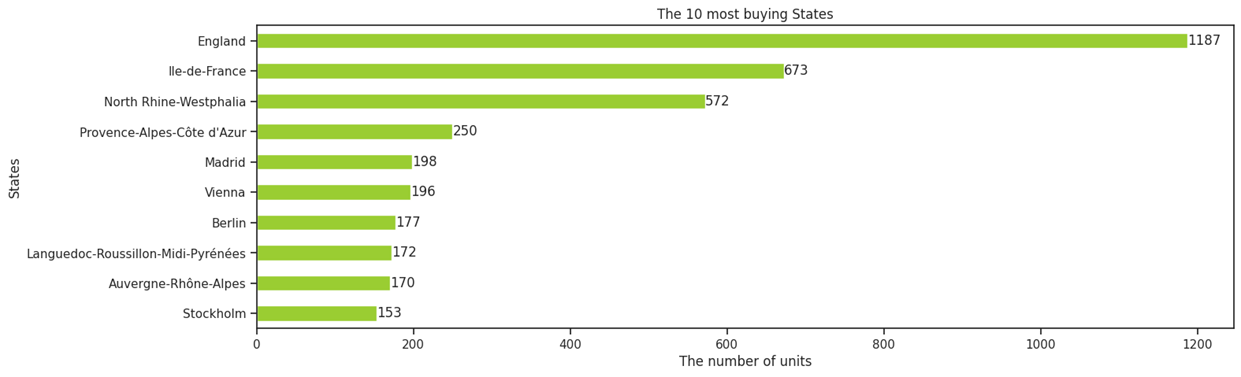 The 10 most buying States
States
England 1187
Ile-de-France 673
North Rhine-Westphalia 572
Provence-Alpes-Côte d'Azur 250
Madrid 198
Vienna 196
Berlin 177
Languedoc-Roussillon-Midi-Pyrénées 172
Auvergne-Rhône-Alpes 170
Stockholm 153
0 200 400 600 800 1000 1200
The number of units